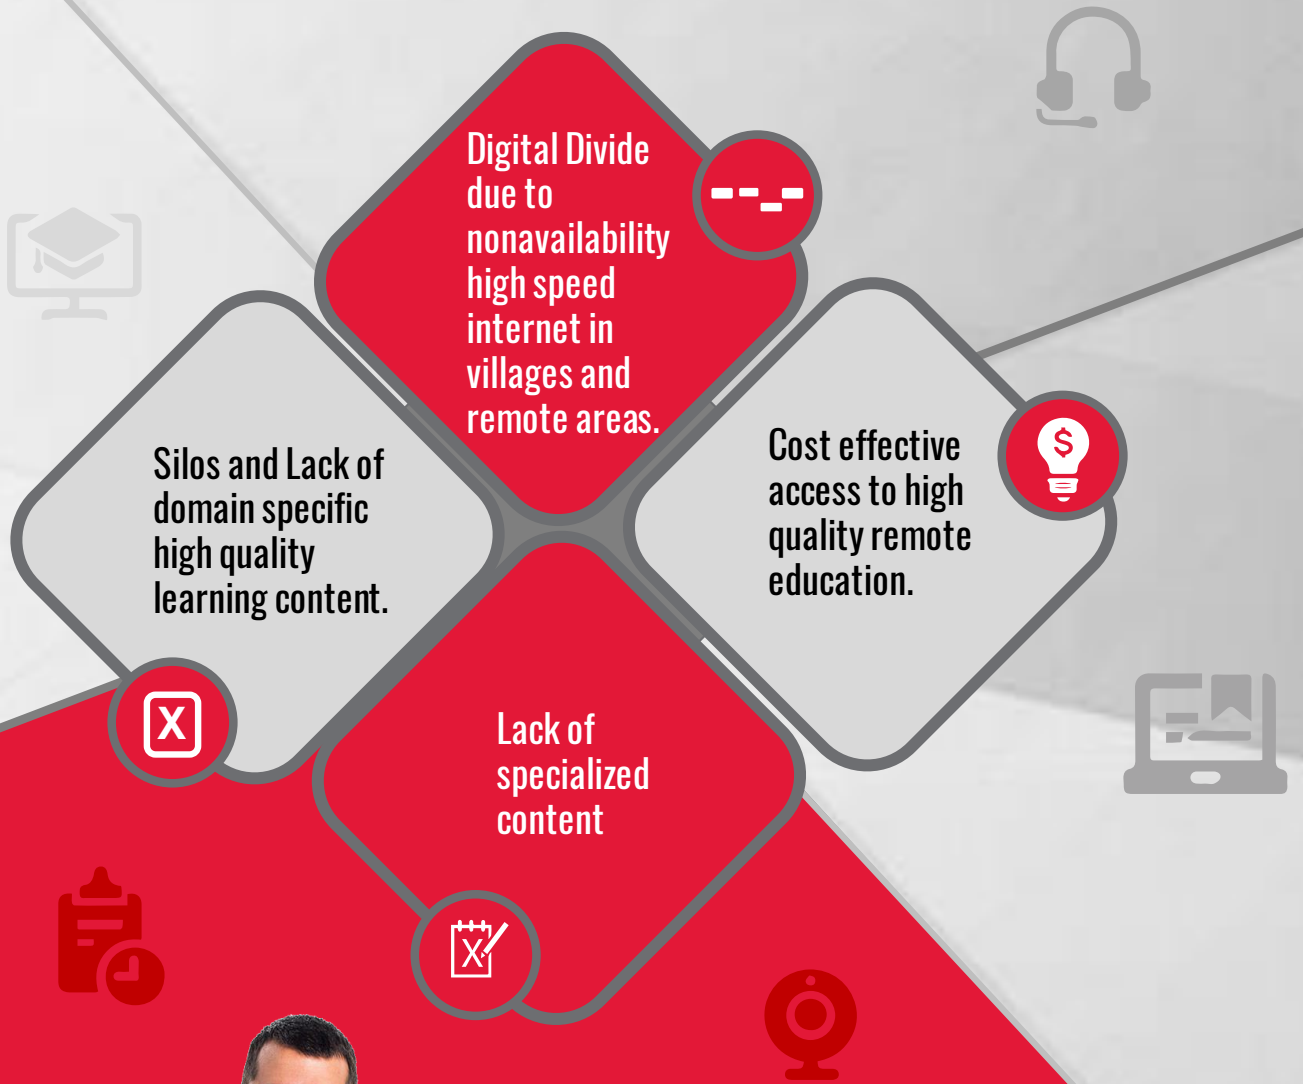 Digital Divide
due to
nonavailability
high speed
internet in
villages and
remote areas.
Silos and Lack of
domain specific
high quality
learning content.
X
Cost effective
access to high
quality remote
education.
$
Lack of
specialized
content
X